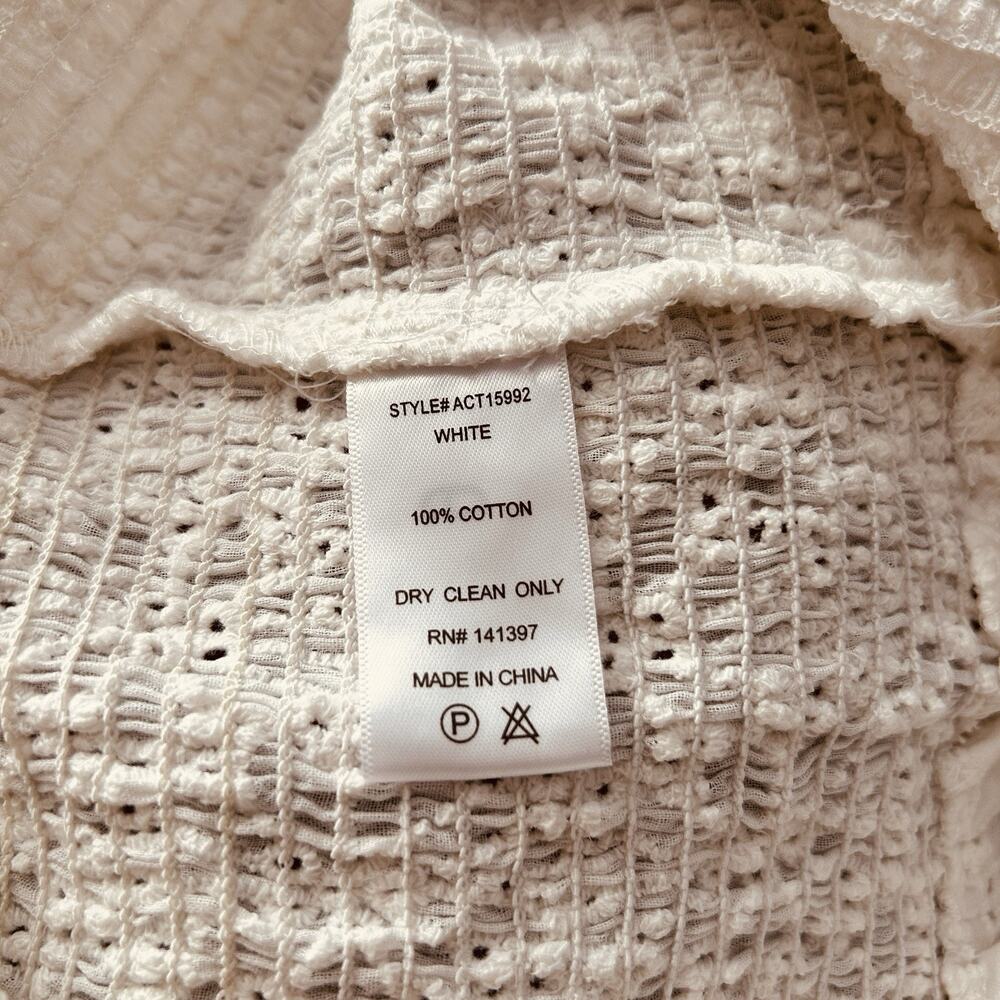 STYLE# ACT15992
WHITE
100% COTTON
DRY CLEAN ONLY
RN# 141397
MADE IN CHINA
P